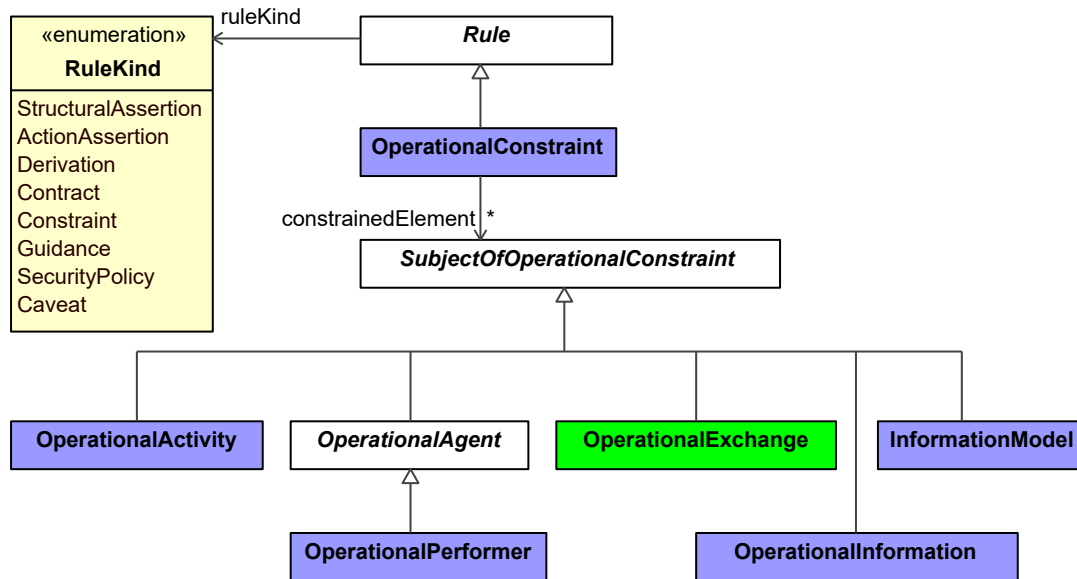 ruleKind
«enumeration»
RuleKind
StructuralAssertion
ActionAssertion
Derivation
Contract
Constraint
Guidance
SecurityPolicy
Caveat
Rule
OperationalConstraint
constrainedElement *
SubjectOfOperationalConstraint
OperationalActivity
OperationalAgent
OperationalExchange
InformationModel
OperationalPerformer
OperationalInformation